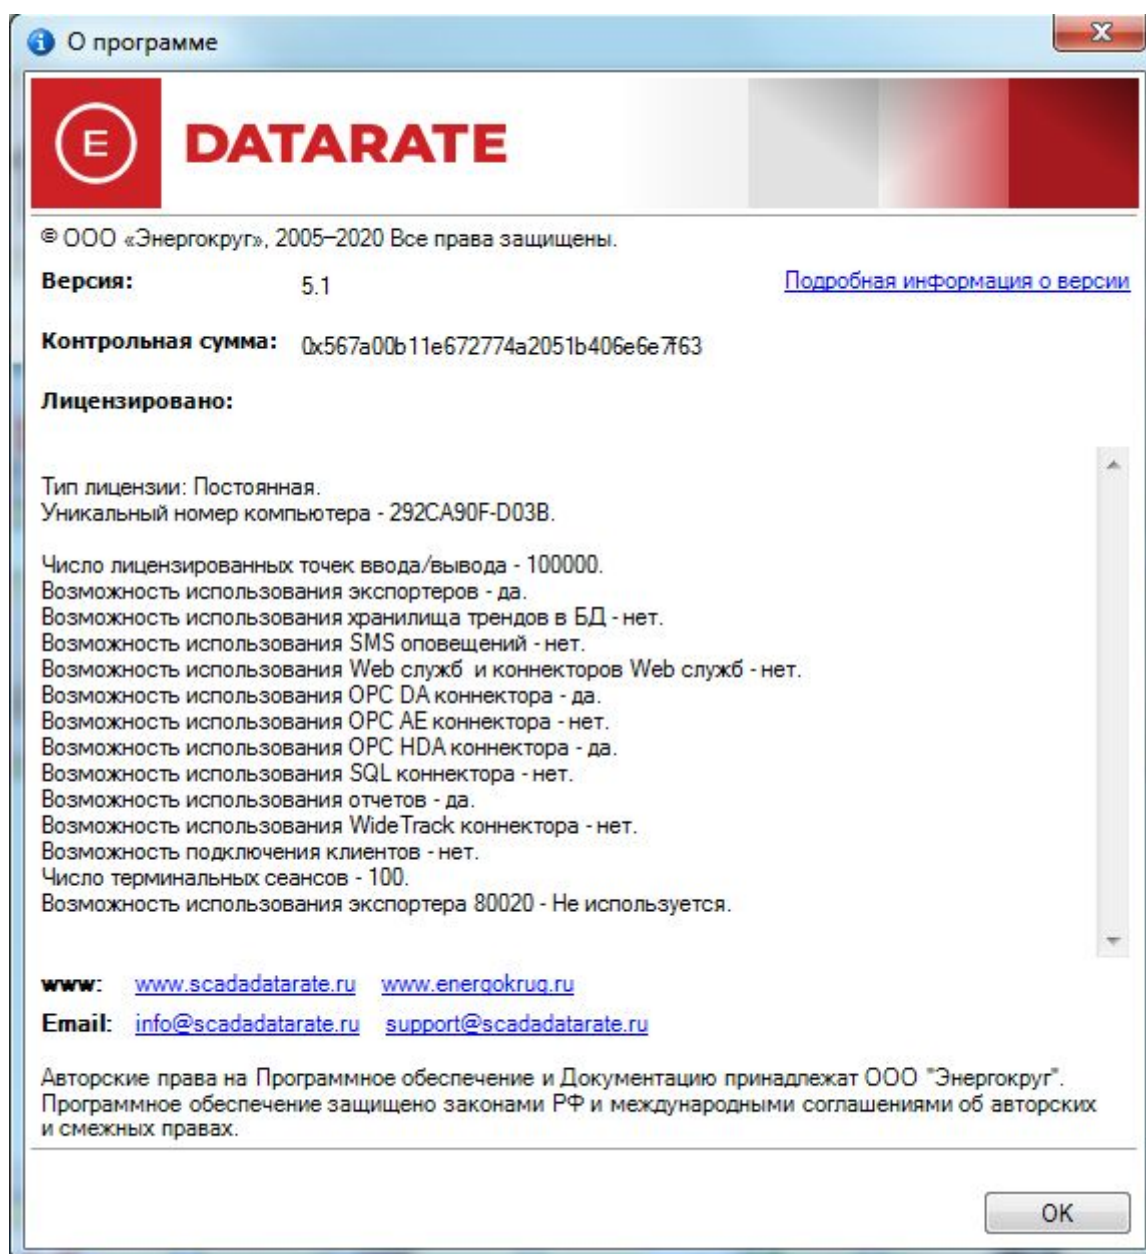 О программе
E DATARATE
© ООО «Энергокруг», 2005–2020 Все права защищены.
Версия: 5.1 Подробная информация о версии
Контрольная сумма: 0x567a00b11e672774a2051b406e6e7f63
Лицензировано:
Тип лицензии: Постоянная.
Уникальный номер компьютера - 292CA90F-D03B.
Число лицензированных точек ввода/вывода - 100000.
Возможность использования экспортеров - да.
Возможность использования хранилища трендов в БД - нет.
Возможность использования SMS оповещений - нет.
Возможность использования Web служб и коннекторов Web служб - нет.
Возможность использования OPC DA коннектора - да.
Возможность использования OPC AE коннектора - нет.
Возможность использования OPC HDA коннектора - да.
Возможность использования SQL коннектора - нет.
Возможность использования отчетов - да.
Возможность использования WideTrack коннектора - нет.
Возможность подключения клиентов - нет.
Число терминальных сеансов - 100.
Возможность использования экспортера 80020 - Не используется.
www: www.scadadatarate.ru www.energokrug.ru
Email: info@scadadatarate.ru support@scadadatarate.ru
Авторские права на Программное обеспечение и Документацию принадлежат ООО "Энергокруг".
Программное обеспечение защищено законами РФ и международными соглашениями об авторских
и смежных правах.
OK